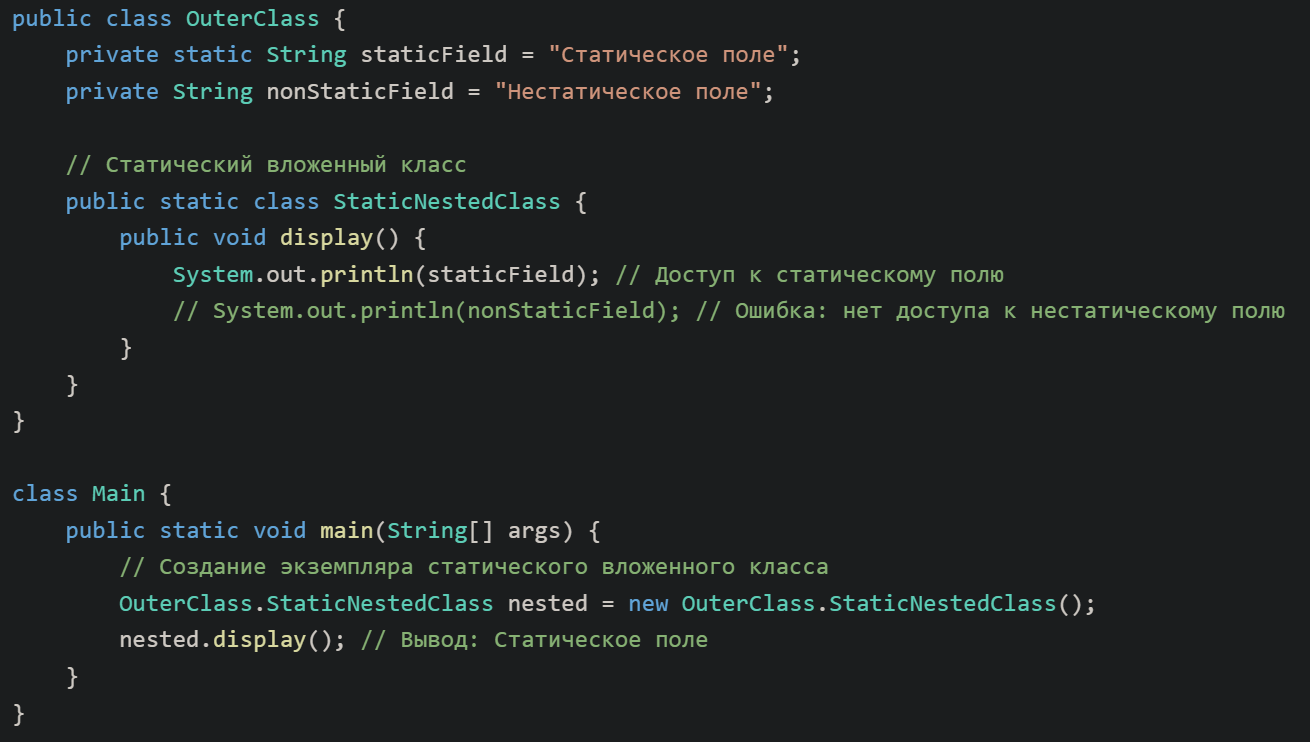 public class OuterClass {
    private static String staticField = "Статическое поле";
    private String nonStaticField = "Нестатическое поле";

    // Статический вложенный класс
    public static class StaticNestedClass {
        public void display() {
            System.out.println(staticField); // Доступ к статическому полю
            // System.out.println(nonStaticField); // Ошибка: нет доступа к нестатическому полю
        }
    }
}

class Main {
    public static void main(String[] args) {
        // Создание экземпляра статического вложенного класса
        OuterClass.StaticNestedClass nested = new OuterClass.StaticNestedClass();
        nested.display(); // Вывод: Статическое поле
    }
}